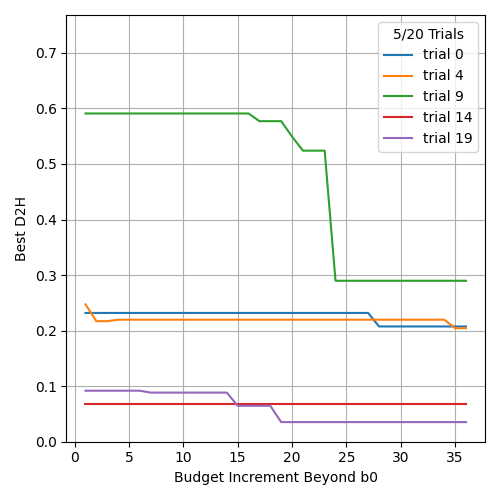 5/20 Trials
trial 0
trial 4
trial 9
trial 14
trial 19
Best D2H
0.7
0.6
0.5
0.4
0.3
0.2
0.1
0.0
0 5 10 15 20 25 30 35
Budget Increment Beyond b0